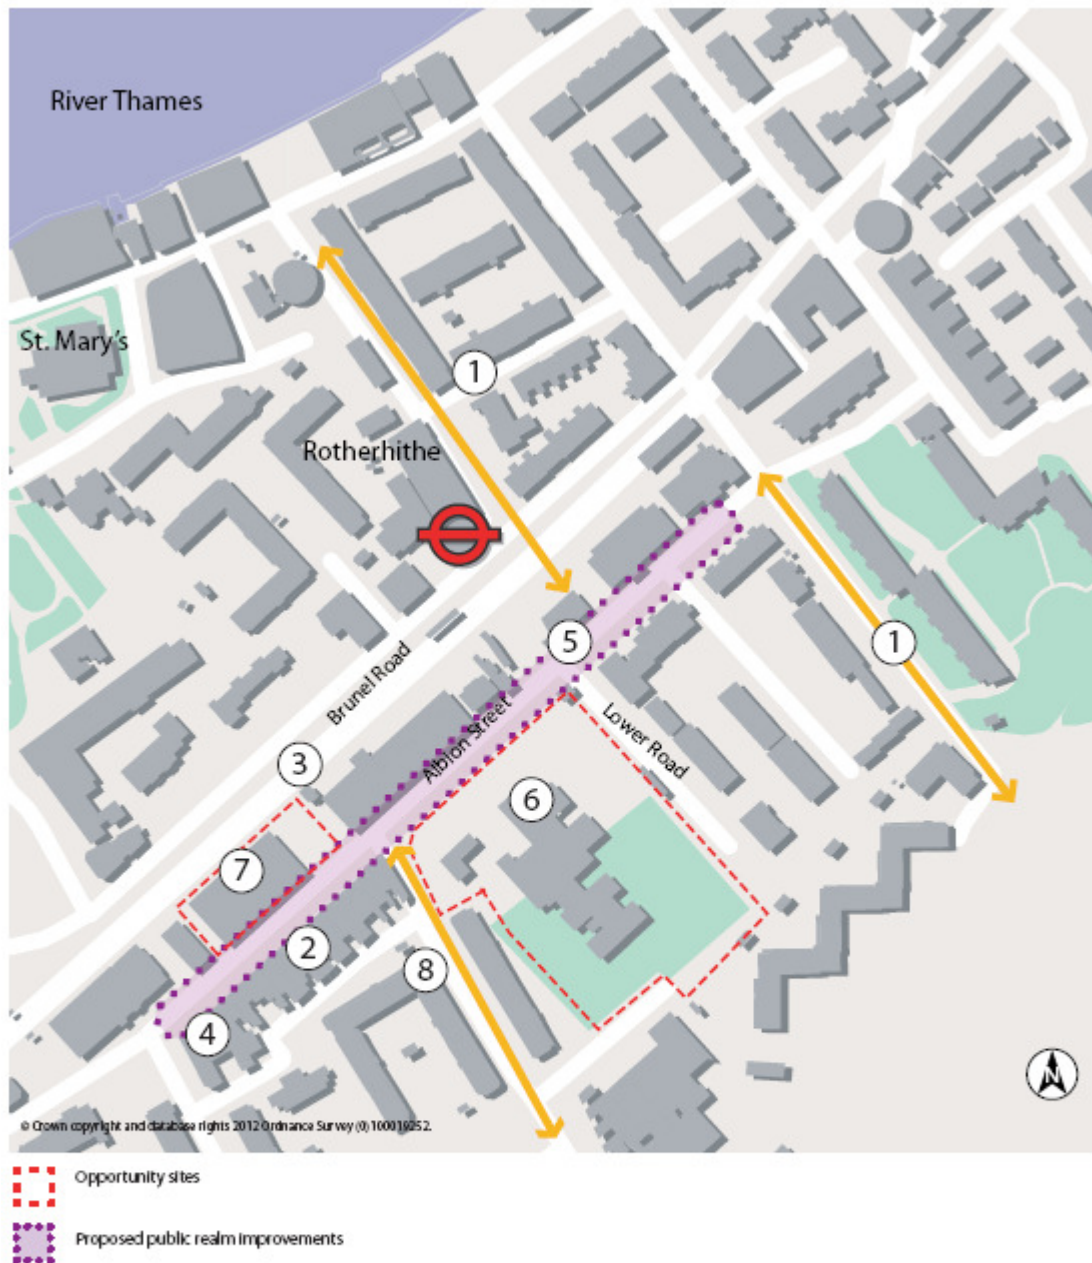 River Thames
St. Mary's
1
Rotherhithe
5
1
Brunel Road
Albion Street
Lower Road
3
6
7
2
8
4
N
© Crown copyright and database rights 2012 Ordnance Survey (0) 100019252.
Opportunity sites
Proposed public realm improvements